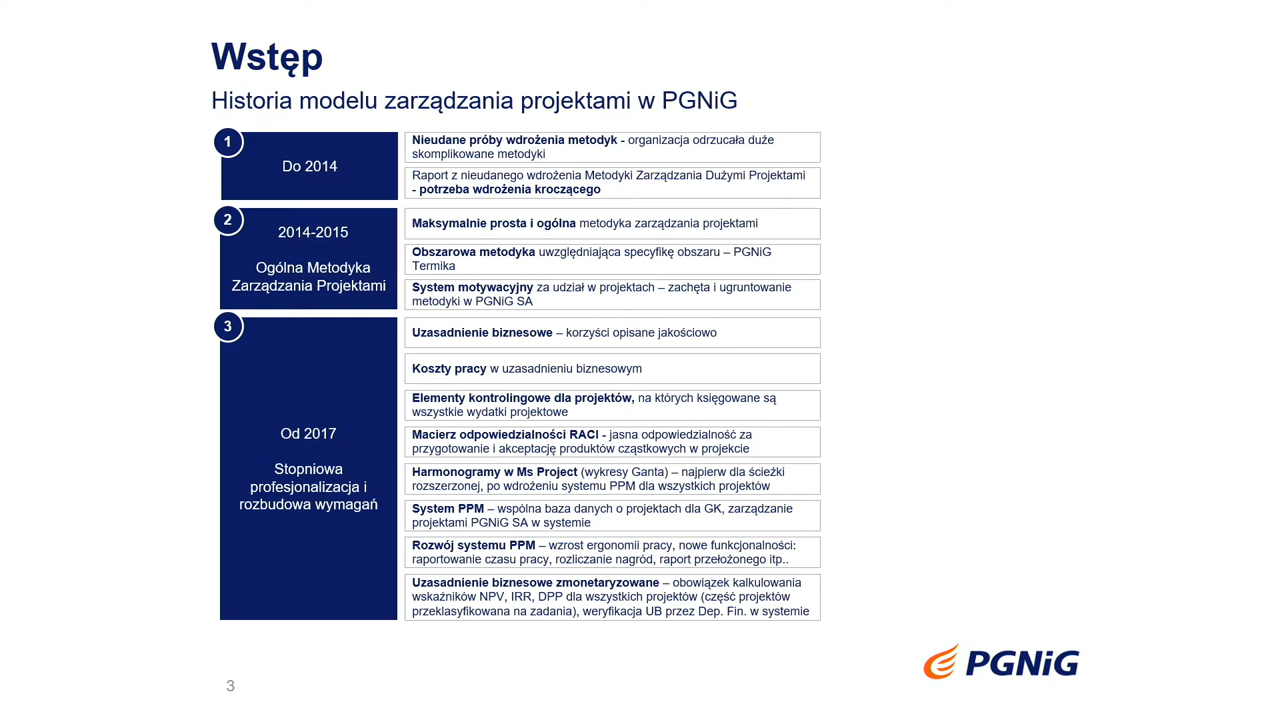 Wstęp
Historia modelu zarządzania projektami w PGNiG
1
Do 2014
Nieudane próby wdrożenia metodyk - organizacja odrzucała duże
skomplikowane metodyki
Raport z nieudanego wdrożenia Metodyki Zarządzania Dużymi Projektami
- potrzeba wdrożenia kroczącego
2
2014-2015
Ogólna Metodyka
Zarządzania Projektami
Maksymalnie prosta i ogólna metodyka zarządzania projektami
Obszarowa metodyka uwzględniająca specyfikę obszaru – PGNiG
Termika
System motywacyjny za udział w projektach – zachęta i ugruntowanie
metodyki w PGNiG SA
3
Od 2017
Stopniowa
profesjonalizacja i
rozbudowa wymagań
Uzasadnienie biznesowe – korzyści opisane jakościowo
Koszty pracy w uzasadnieniu biznesowym
Elementy kontrolingowe dla projektów, na których księgowane są
wszystkie wydatki projektowe
Macierz odpowiedzialności RACI - jasna odpowiedzialność za
przygotowanie i akceptację produktów cząstkowych w projekcie
Harmonogramy w Ms Project (wykresy Ganta) – najpierw dla ścieżki
rozszerzonej, po wdrożeniu systemu PPM dla wszystkich projektów
System PPM – wspólna baza danych o projektach dla GK, zarządzanie
projektami PGNiG SA w systemie
Rozwój systemu PPM – wzrost ergonomii pracy, nowe funkcjonalności:
raportowanie czasu pracy, rozliczanie nagród, raport przełożonego itp..
Uzasadnienie biznesowe zmonetaryzowane – obowiązek kalkulowania
wskaźników NPV, IRR, DPP dla wszystkich projektów (część projektów
przeklasyfikowana na zadania), weryfikacja UB przez Dep. Fin. w systemie
PGNiG
3